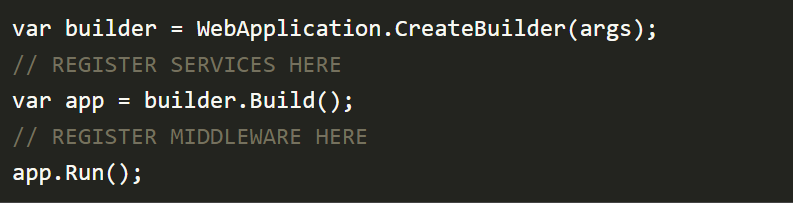 var builder = WebApplication.CreateBuilder(args);
// REGISTER SERVICES HERE
var app = builder.Build();
// REGISTER MIDDLEWARE HERE
app.Run();